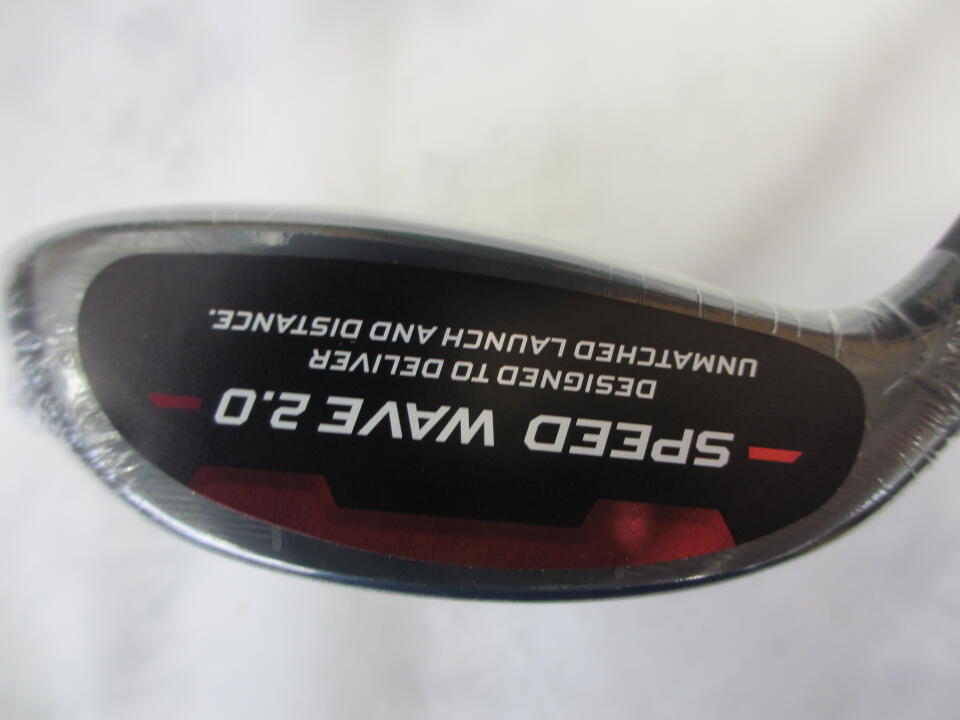 SPEED WAVE 2.0
DESIGNED TO DELIVER
UNMATCHED LAUNCH AND DISTANCE.